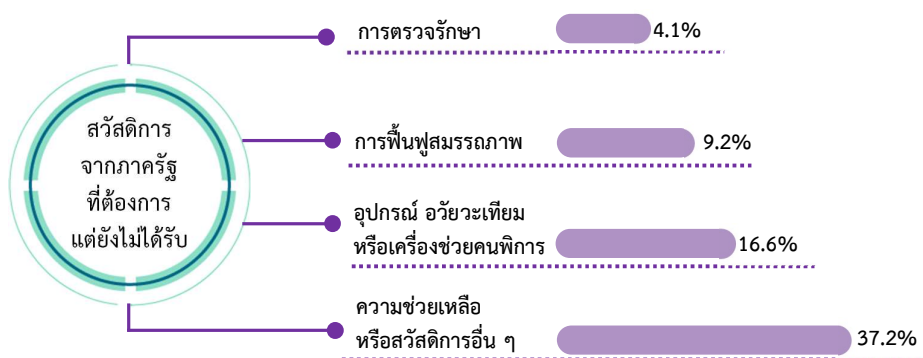 สวัสดิการ
จากภาครัฐ
ที่ต้องการ
แต่ยังไม่ได้รับ
การตรวจรักษา 4.1%
การฟื้นฟูสมรรถภาพ 9.2%
อุปกรณ์ อวัยวะเทียม
หรือเครื่องช่วยคนพิการ 16.6%
ความช่วยเหลือ
หรือสวัสดิการอื่น ๆ 37.2%